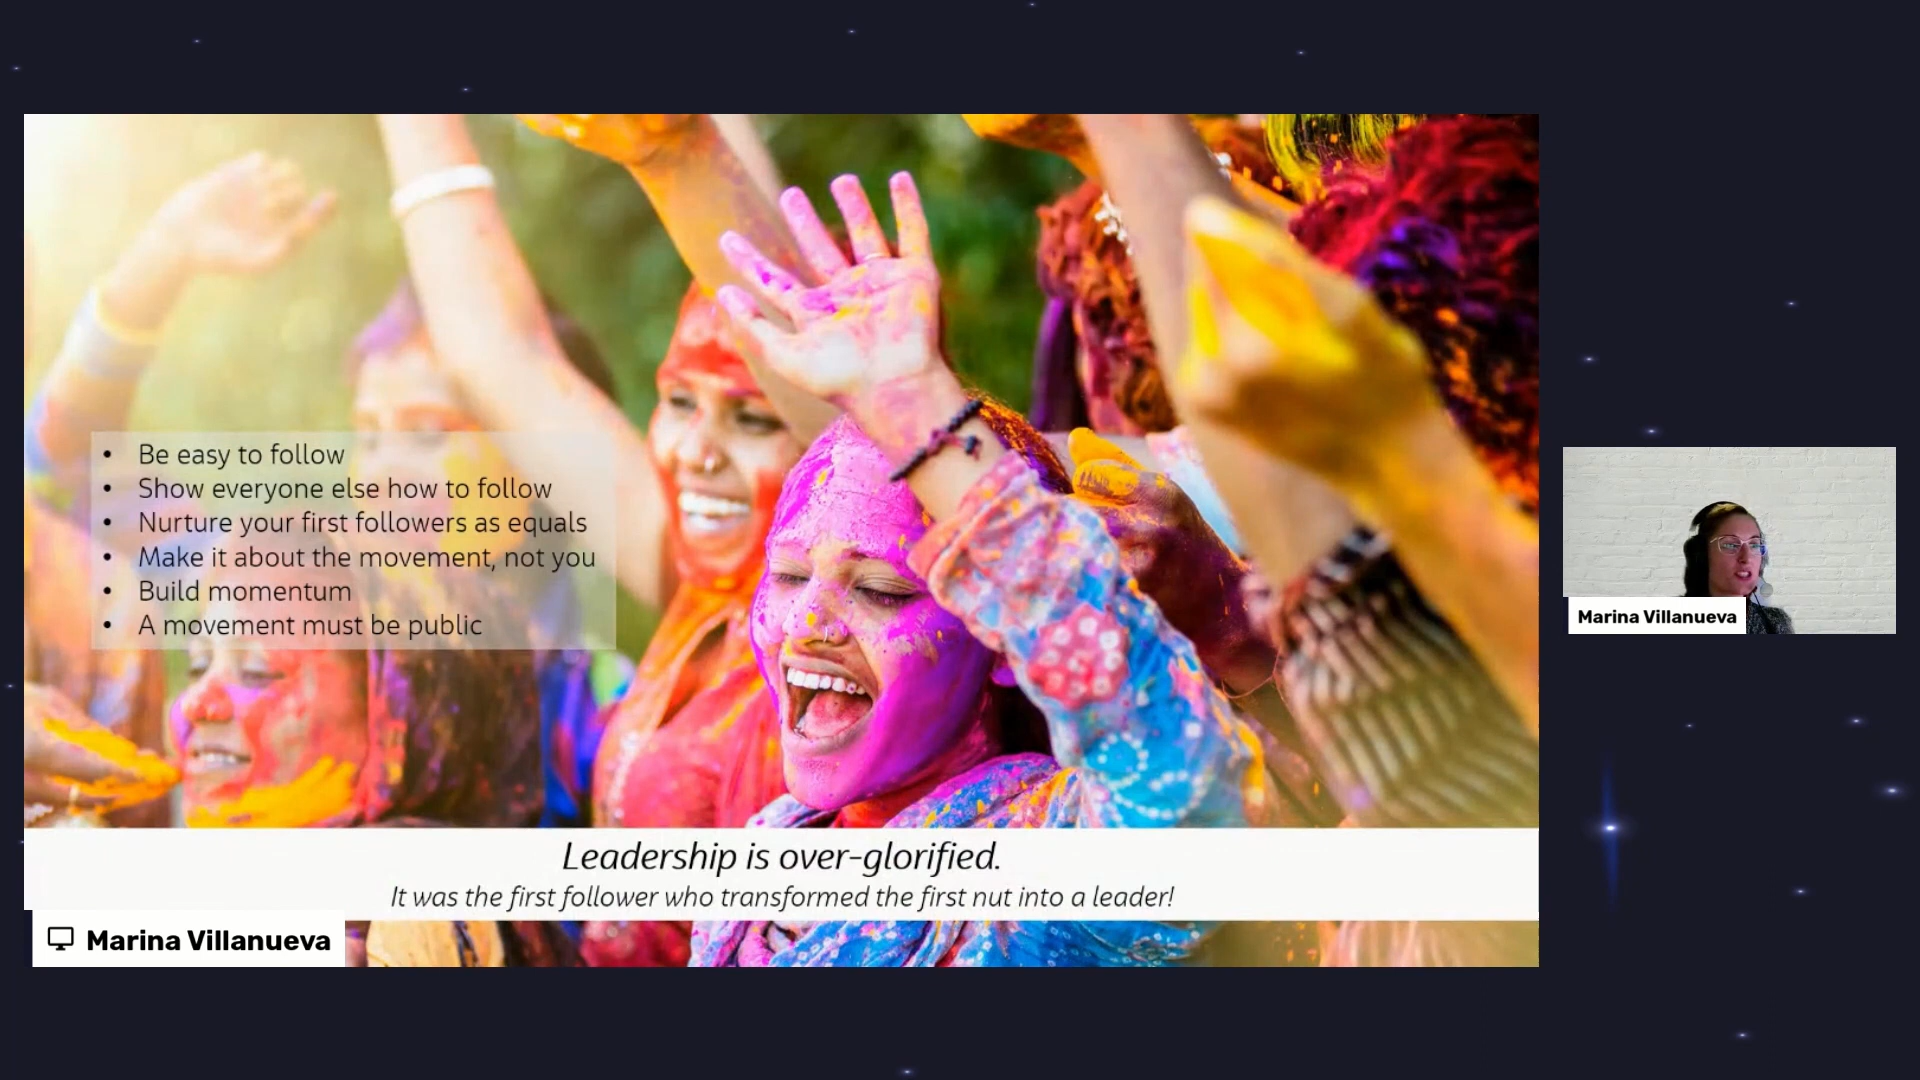 Be easy to follow
Show everyone else how to follow
Nurture your first followers as equals
Make it about the movement, not you
Build momentum
A movement must be public
Leadership is over-glorified.
It was the first follower who transformed the first nut into a leader!
Marina Villanueva
Marina Villanueva